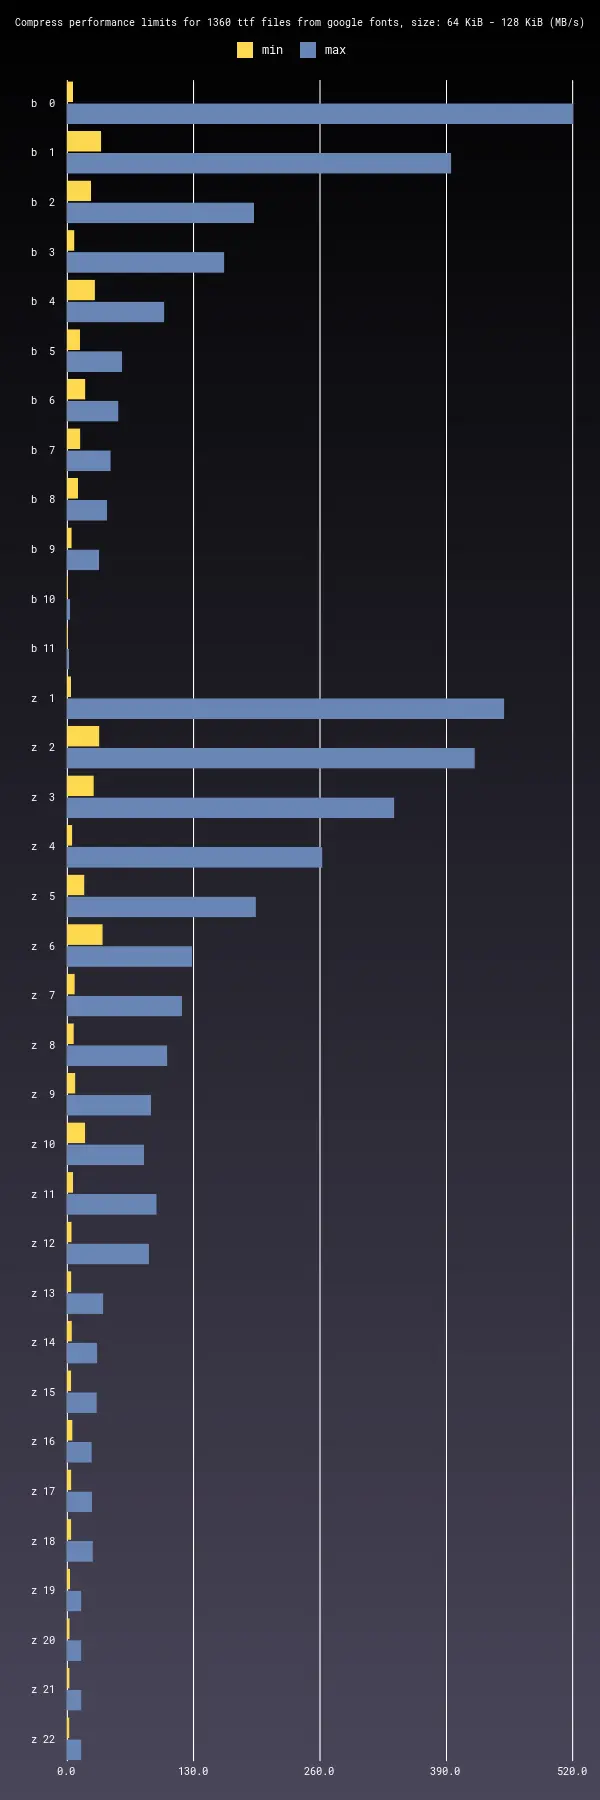 Compress performance limits for 1360 ttf files from google fonts, size: 64 KiB - 128 KiB (MB/s)
min max
b 0
b 1
b 2
b 3
b 4
b 5
b 6
b 7
b 8
b 9
b 10
b 11
z 1
z 2
z 3
z 4
z 5
z 6
z 7
z 8
z 9
z 10
z 11
z 12
z 13
z 14
z 15
z 16
z 17
z 18
z 19
z 20
z 21
z 22
0.0 130.0 260.0 390.0 520.0